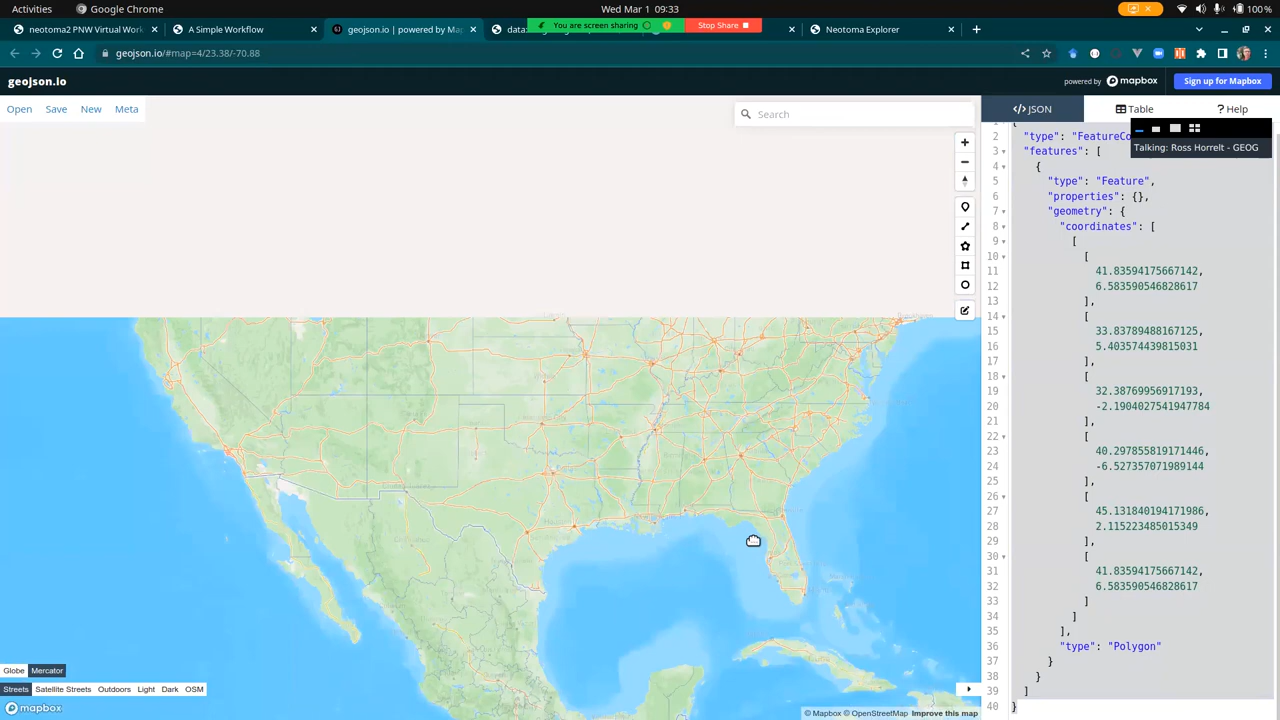 Activities Google Chrome Wed Mar 1 09:33 100 %
neotoma2 PNW Virtual Work × A Simple Workflow × geojson.io | powered by Ma × data: × Neotoma Explorer × +
You are screen sharing Stop Share
geojson.io/#map=4/23.38/-70.88
geojson.io powered by mapbox Sign up for Mapbox
Open Save New Meta Search </> JSON Table ? Help
Talking: Ross Horrelt - GEOG
1 {
2 "type": "FeatureCo
3 "features": [
4 {
5 "type": "Feature",
6 "properties": {},
7 "geometry": {
8 "coordinates": [
9 [
10 [
11 41.83594175667142,
12 6.583590546828617
13 ],
14 [
15 33.83789488167125,
16 5.403574439815031
17 ],
18 [
19 32.38769956917193,
20 -2.1904027541947784
21 ],
22 [
23 40.297855819171446,
24 -6.527357071989144
25 ],
26 [
27 45.131840194171986,
28 2.115223485015349
29 ],
30 [
31 41.83594175667142,
32 6.583590546828617
33 ]
34 ]
35 ],
36 "type": "Polygon"
37 }
38 }
39 ]
40 }
Globe Mercator
Streets Satellite Streets Outdoors Light Dark OSM
mapbox © Mapbox © OpenStreetMap Improve this map